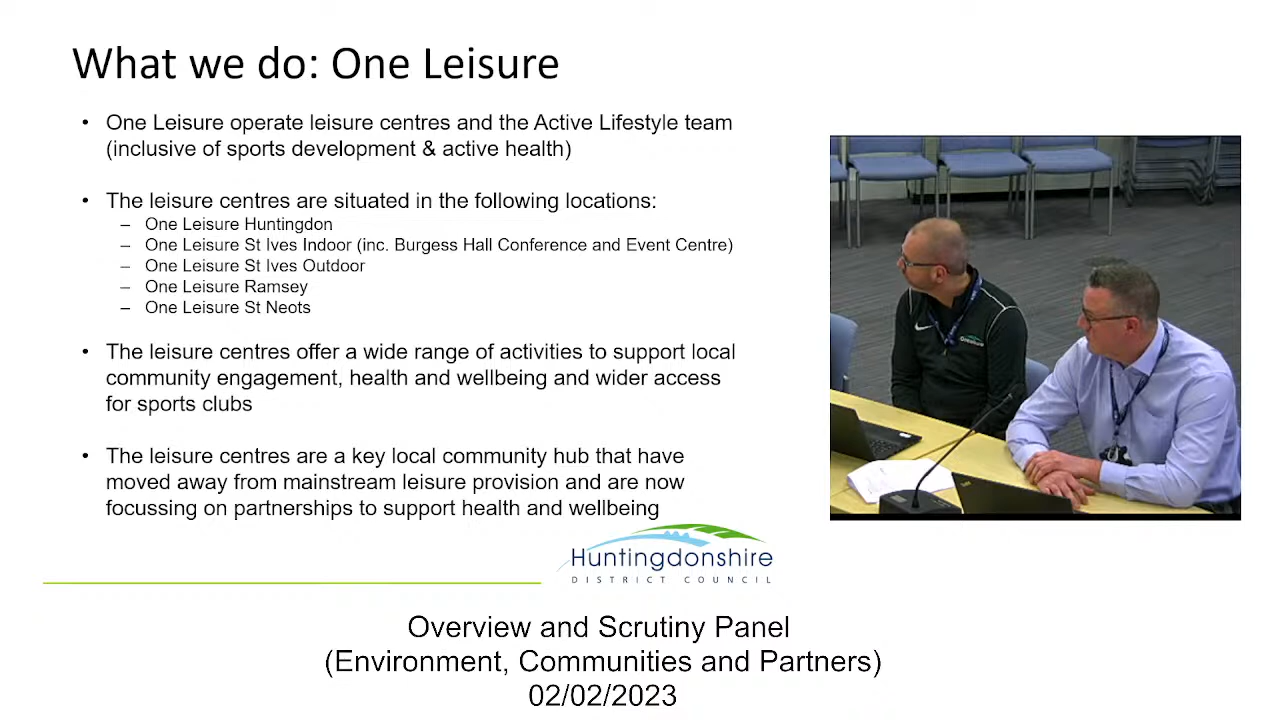 What we do: One Leisure
• One Leisure operate leisure centres and the Active Lifestyle team
(inclusive of sports development & active health)
• The leisure centres are situated in the following locations:
– One Leisure Huntingdon
– One Leisure St Ives Indoor (inc. Burgess Hall Conference and Event Centre)
– One Leisure St Ives Outdoor
– One Leisure Ramsey
– One Leisure St Neots
• The leisure centres offer a wide range of activities to support local
community engagement, health and wellbeing and wider access
for sports clubs
• The leisure centres are a key local community hub that have
moved away from mainstream leisure provision and are now
focussing on partnerships to support health and wellbeing
Huntingdonshire
DISTRICT COUNCIL
Overview and Scrutiny Panel
(Environment, Communities and Partners)
02/02/2023